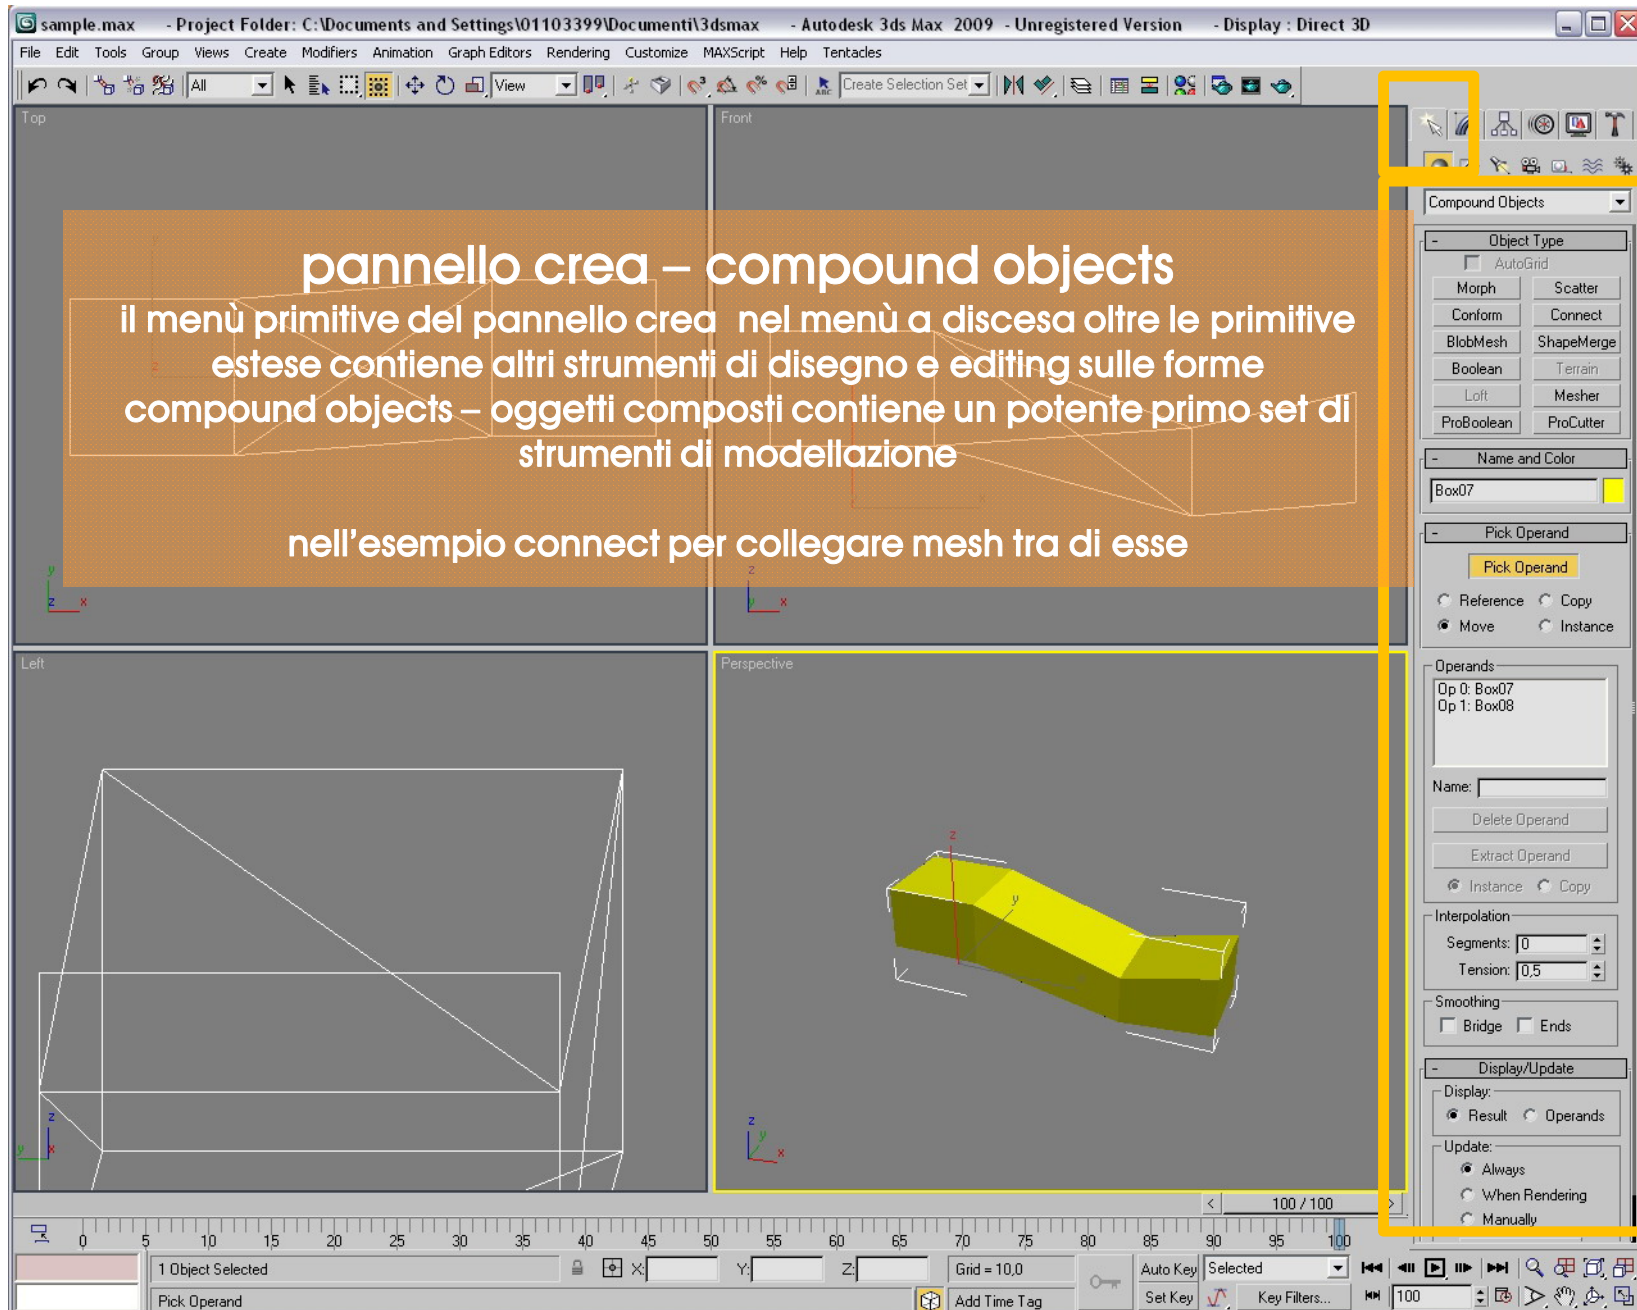 sample.max - Project Folder: C:\Documents and Settings\01103399\Documenti\3dsmax - Autodesk 3ds Max 2009 - Unregistered Version - Display : Direct 3D
File Edit Tools Group Views Create Modifiers Animation Graph Editors Rendering Customize MAXScript Help Tentacles
All View Create Selection Set
Top
Front
Compound Objects
- Object Type
AutoGrid
Morph Scatter
Conform Connect
BlobMesh ShapeMerge
Boolean Terrain
Loft Mesher
ProBoolean ProCutter
- Name and Color
Box07
- Pick Operand
Pick Operand
Reference Copy
Move Instance
Operands
Op 0: Box07
Op 1: Box08
Name:
Delete Operand
Extract Operand
Instance Copy
Interpolation
Segments: 0
Tension: 0,5
Smoothing
Bridge Ends
- Display/Update
Display:
Result Operands
Update:
Always
When Rendering
Manually
pannello crea – compound objects
il menù primitive del pannello crea nel menù a discesa oltre le primitive
estese contiene altri strumenti di disegno e editing sulle forme
compound objects – oggetti composti contiene un potente primo set di
strumenti di modellazione
nell'esempio connect per collegare mesh tra di esse
y
z x
z
y x
Left
Perspective
z
y
z
y x
z
y
x
100 / 100
0 5 10 15 20 25 30 35 40 45 50 55 60 65 70 75 80 85 90 95 100
1 Object Selected X: Y: Z: Grid = 10,0 Auto Key Selected
Pick Operand Add Time Tag Set Key Key Filters... 100